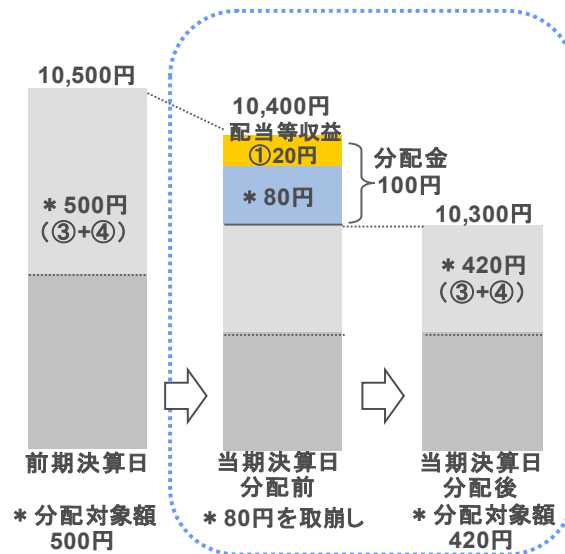 10,500円
＊500円
（③+④）
前期決算日
＊分配対象額
500円
10,400円
配当等収益
①20円
＊80円
分配金
100円
当期決算日
分配前
＊80円を取崩し
10,300円
＊420円
（③+④）
当期決算日
分配後
＊分配対象額
420円